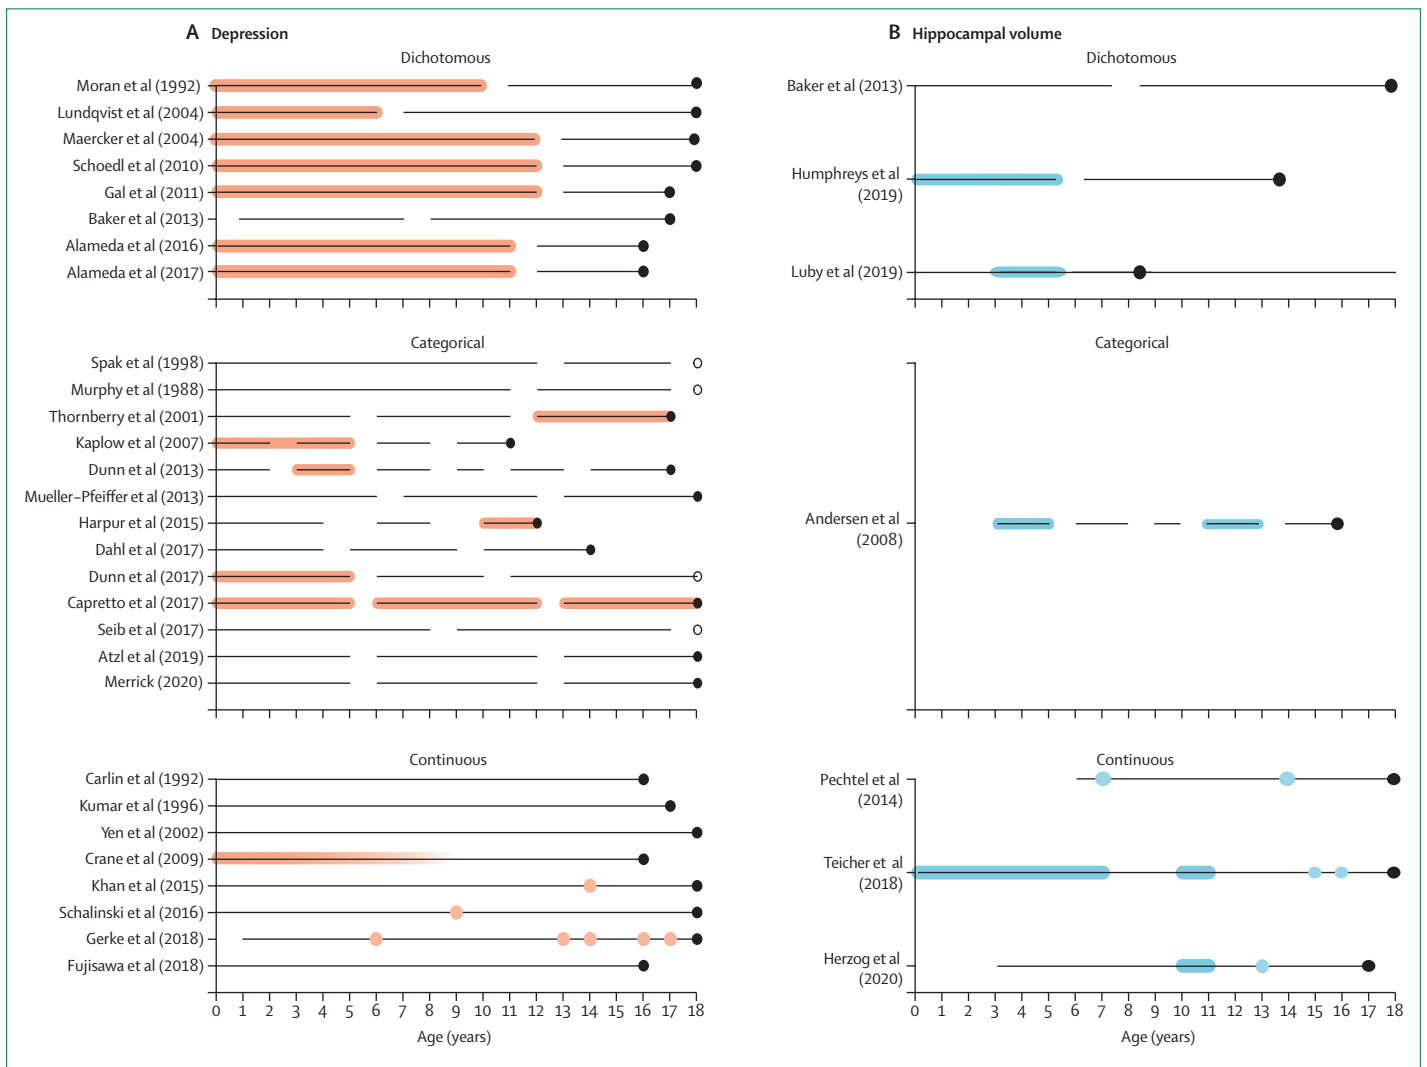 A Depression
Dichotomous
Moran et al (1992)
Lundqvist et al (2004)
Maercker et al (2004)
Schoedl et al (2010)
Gal et al (2011)
Baker et al (2013)
Alameda et al (2016)
Alameda et al (2017)
Categorical
Spak et al (1998)
Murphy et al (1988)
Thornberry et al (2001)
Kaplow et al (2007)
Dunn et al (2013)
Mueller–Pfeiffer et al (2013)
Harpur et al (2015)
Dahl et al (2017)
Dunn et al (2017)
Capretto et al (2017)
Seib et al (2017)
Atzl et al (2019)
Merrick (2020)
Continuous
Carlin et al (1992)
Kumar et al (1996)
Yen et al (2002)
Crane et al (2009)
Khan et al (2015)
Schalinski et al (2016)
Gerke et al (2018)
Fujisawa et al (2018)
0 1 2 3 4 5 6 7 8 9 10 11 12 13 14 15 16 17 18
Age (years)
B Hippocampal volume
Dichotomous
Baker et al (2013)
Humphreys et al
(2019)
Luby et al (2019)
Categorical
Andersen et al
(2008)
Continuous
Pechtel et al
(2014)
Teicher et al
(2018)
Herzog et al
(2020)
0 1 2 3 4 5 6 7 8 9 10 11 12 13 14 15 16 17 18
Age (years)